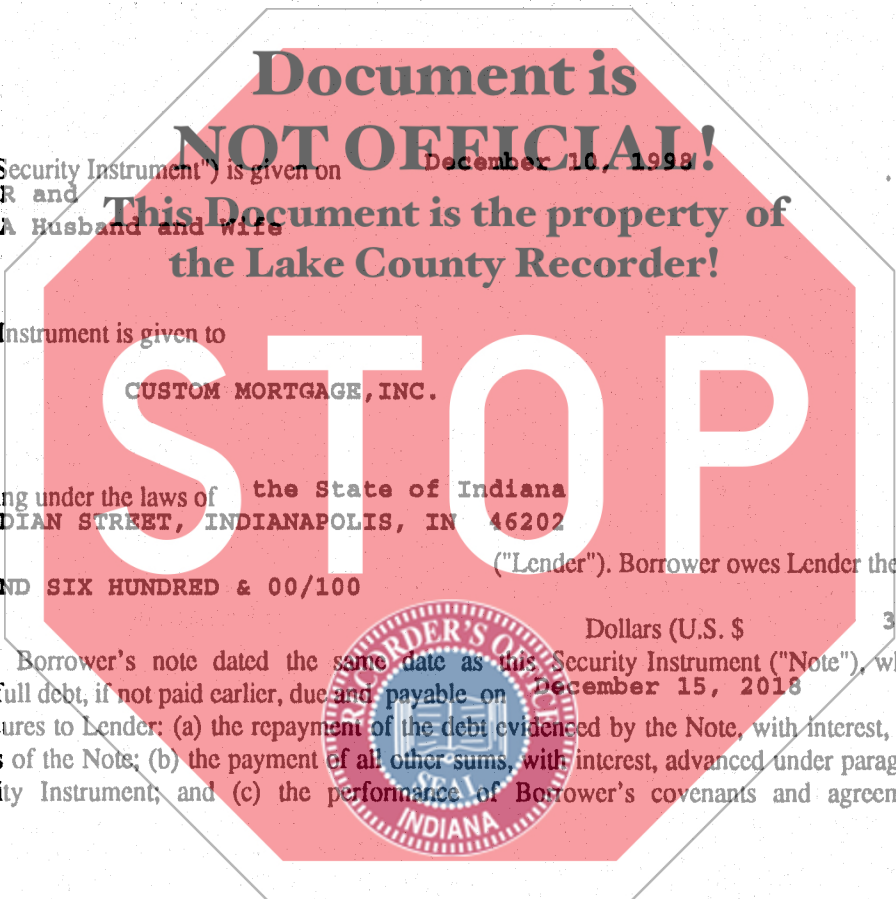 Document is
NOT OFFICIAL!
Security Instrument") is given on December 10, 1998
R and
This Document is the property of
A Husband and Wife
the Lake County Recorder!
Instrument is given to
STOP
CUSTOM MORTGAGE,INC.
ng under the laws of the State of Indiana
DIAN STREET, INDIANAPOLIS, IN 46202
("Lender"). Borrower owes Lender the
ND SIX HUNDRED & 00/100
Dollars (U.S. $ 3
Borrower's note dated the same date as this Security Instrument ("Note"), wh
full debt, if not paid earlier, due and payable on December 15, 2018
ures to Lender: (a) the repayment of the debt evidenced by the Note, with interest,
s of the Note; (b) the payment of all other sums, with interest, advanced under parag
ity Instrument; and (c) the performance of Borrower's covenants and agreem
RECORDER'S OFFICE
SEAL
INDIANA